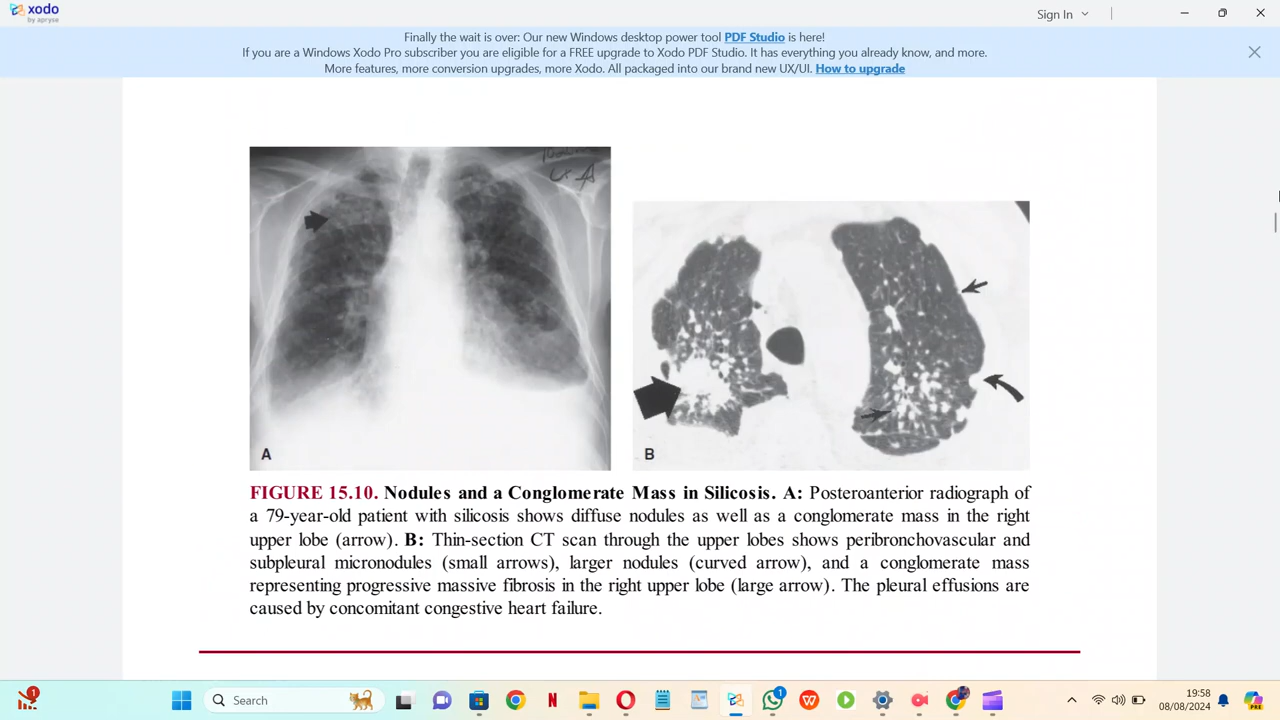 xodo
by apryse
Sign In
Finally the wait is over: Our new Windows desktop power tool PDF Studio is here!
If you are a Windows Xodo Pro subscriber you are eligible for a FREE upgrade to Xodo PDF Studio. It has everything you already know, and more.
More features, more conversion upgrades, more Xodo. All packaged into our brand new UX/UI. How to upgrade
A
B
FIGURE 15.10. Nodules and a Conglomerate Mass in Silicosis. A: Posteroanterior radiograph of
a 79-year-old patient with silicosis shows diffuse nodules as well as a conglomerate mass in the right
upper lobe (arrow). B: Thin-section CT scan through the upper lobes shows peribronchovascular and
subpleural micronodules (small arrows), larger nodules (curved arrow), and a conglomerate mass
representing progressive massive fibrosis in the right upper lobe (large arrow). The pleural effusions are
caused by concomitant congestive heart failure.
1
Search
1
19:58
08/08/2024